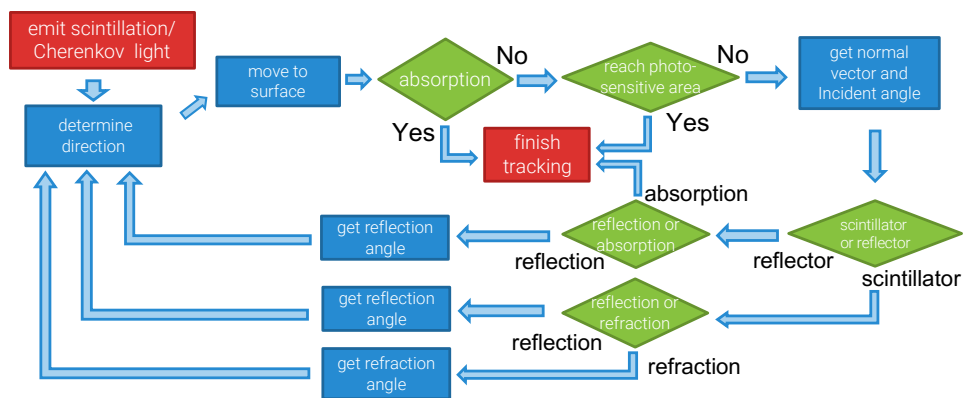 emit scintillation/
Cherenkov light
determine
direction
move to
surface
absorption
No
Yes
reach photo-
sensitive area
No
Yes
get normal
vector and
Incident angle
finish
tracking
absorption
scintillator
or reflector
reflector
scintillator
reflection or
absorption
reflection
get reflection
angle
reflection or
refraction
reflection
refraction
get reflection
angle
get refraction
angle